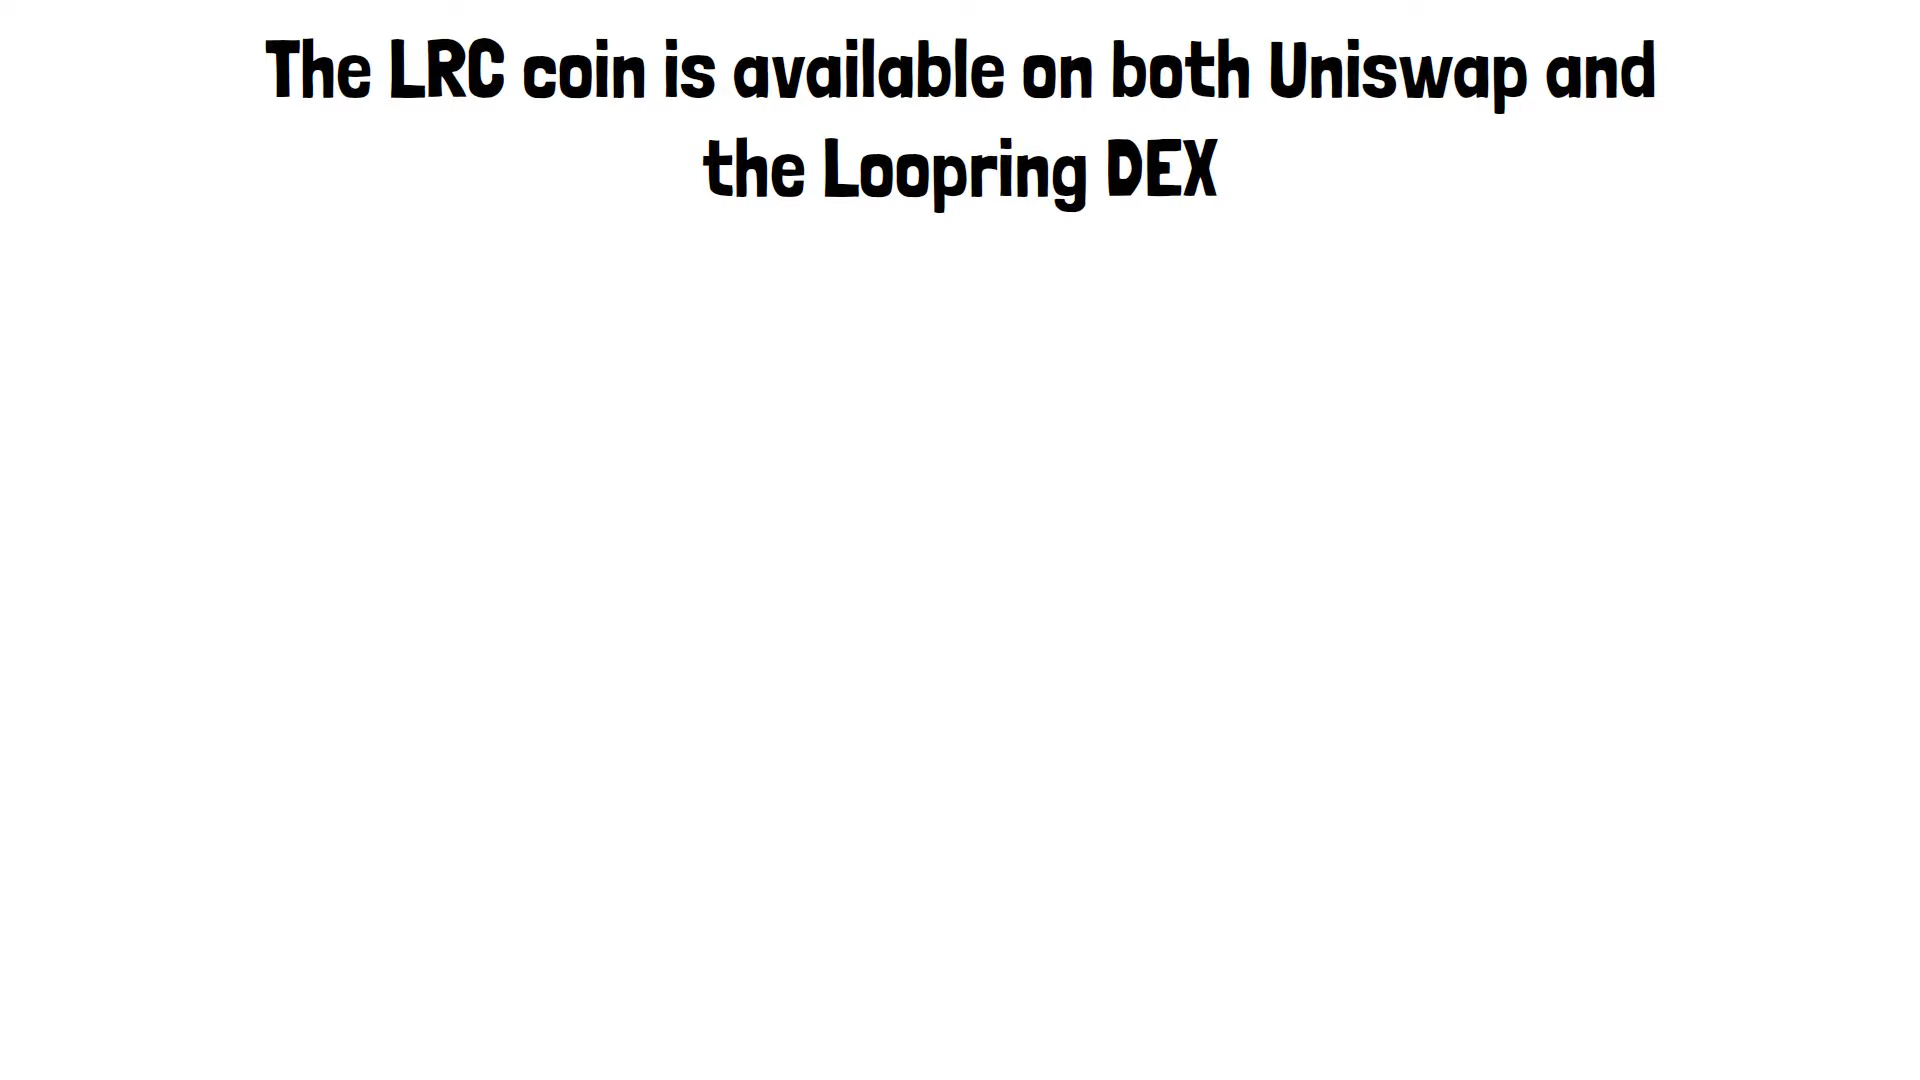 The LRC coin is available on both Uniswap and
the Loopring DEX